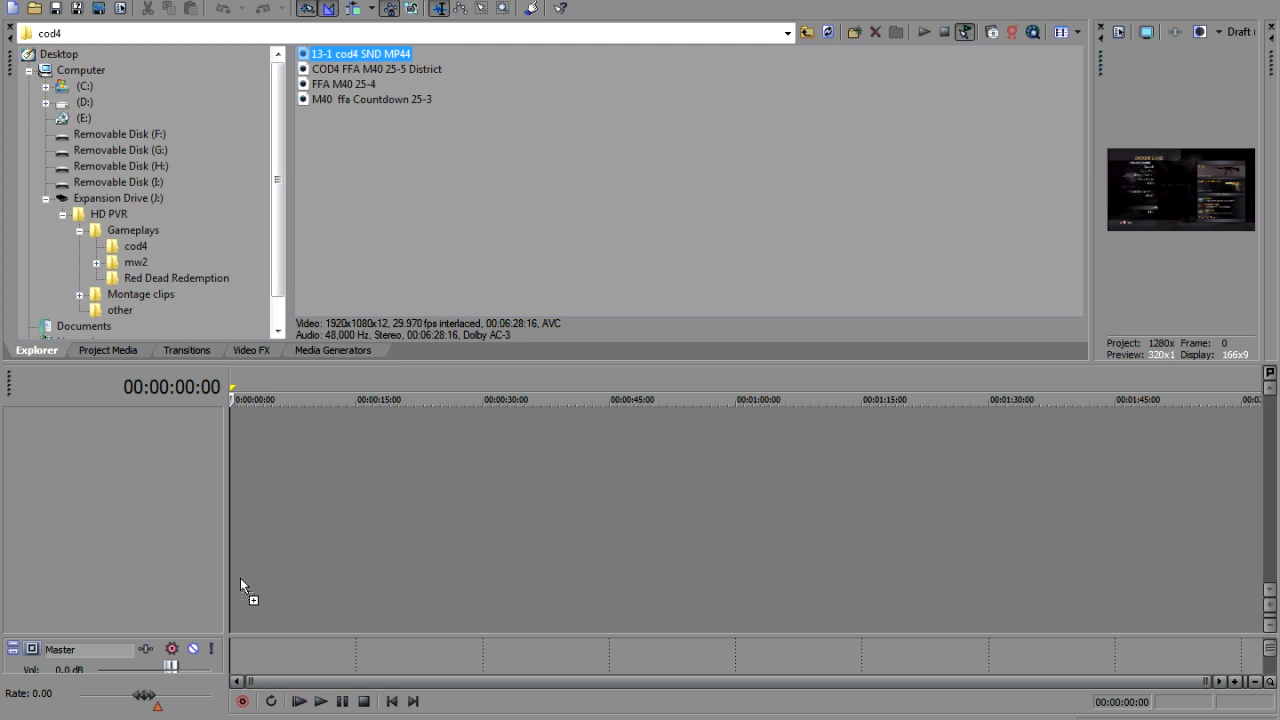 cod4
Desktop
Computer
(C:)
(D:)
(E:)
Removable Disk (F:)
Removable Disk (G:)
Removable Disk (H:)
Removable Disk (I:)
Expansion Drive (J:)
HD PVR
Gameplays
cod4
mw2
Red Dead Redemption
Montage clips
other
Documents
13-1 cod4 SND MP44
COD4 FFA M40 25-5 District
FFA M40 25-4
M40 ffa Countdown 25-3
Video: 1920x1080x12, 29.970 fps interlaced, 00:06:28:16, AVC
Audio: 48,000 Hz, Stereo, 00:06:28:16, Dolby AC-3
Explorer Project Media Transitions Video FX Media Generators
Draft
Project: 1280x Frame: 0
Preview: 320x1 Display: 166x9
00:00:00:00
0:00:00:00 00:00:15:00 00:00:30:00 00:00:45:00 00:01:00:00 00:01:15:00 00:01:30:00 00:01:45:00
Master
Vol: 0.0 dB
Rate: 0.00
00:00:00:00